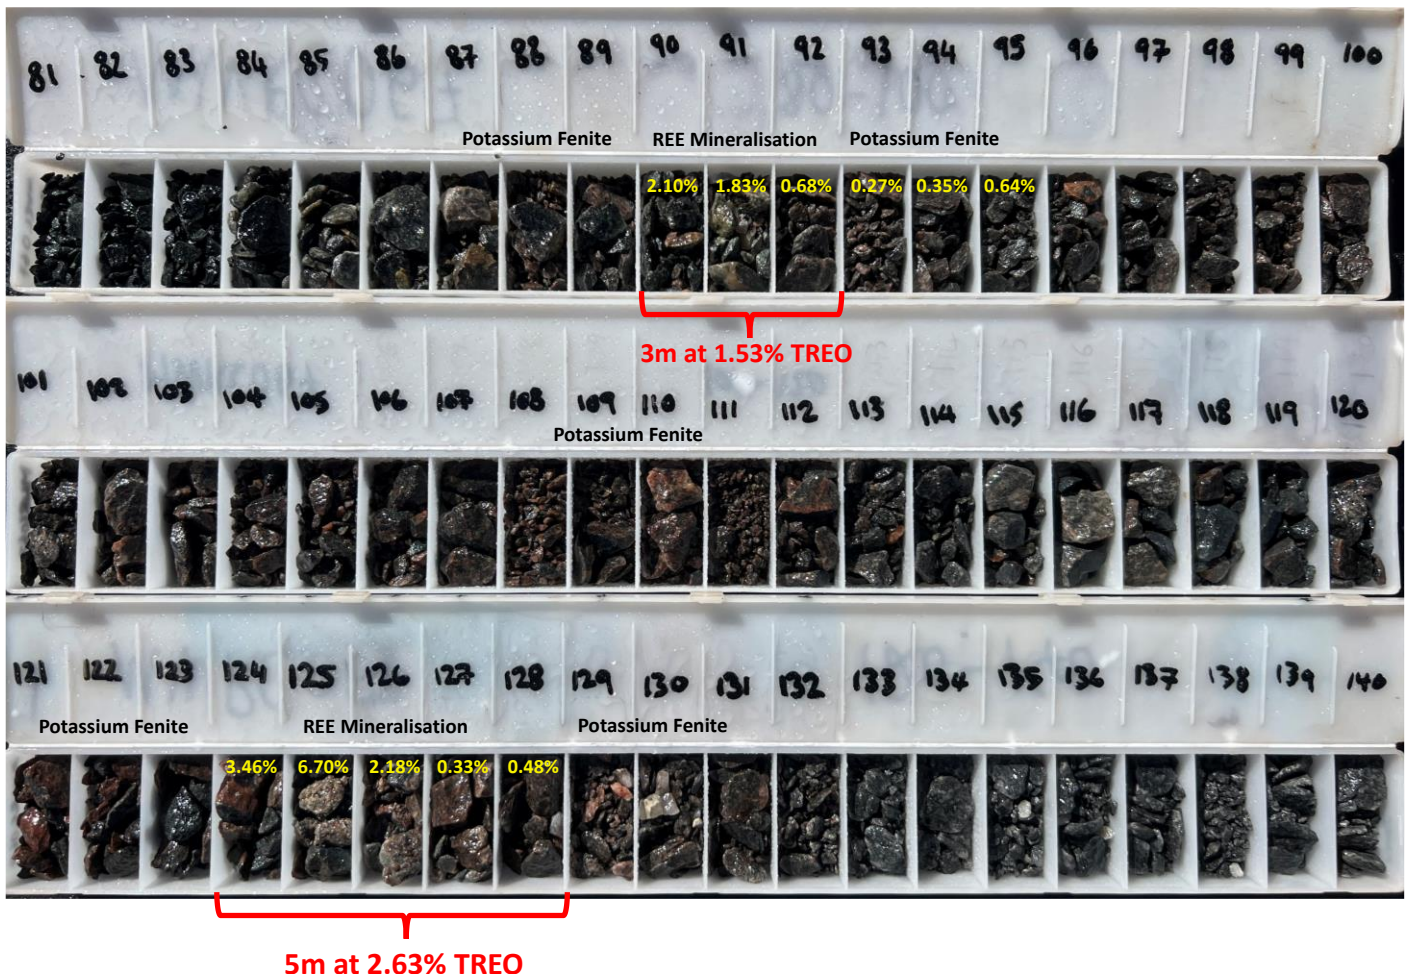 81 82 83 84 85 86 87 88 89 90 91 92 93 94 95 96 97 98 99 100
Potassium Fenite REE Mineralisation Potassium Fenite
2.10% 1.83% 0.68% 0.27% 0.35% 0.64%
3m at 1.53% TREO
101 102 103 104 105 106 107 108 109 110 111 112 113 114 115 116 117 118 119 120
Potassium Fenite
121 122 123 124 125 126 127 128 129 130 131 132 133 134 135 136 137 138 139 140
Potassium Fenite REE Mineralisation Potassium Fenite
3.46% 6.70% 2.18% 0.33% 0.48%
5m at 2.63% TREO